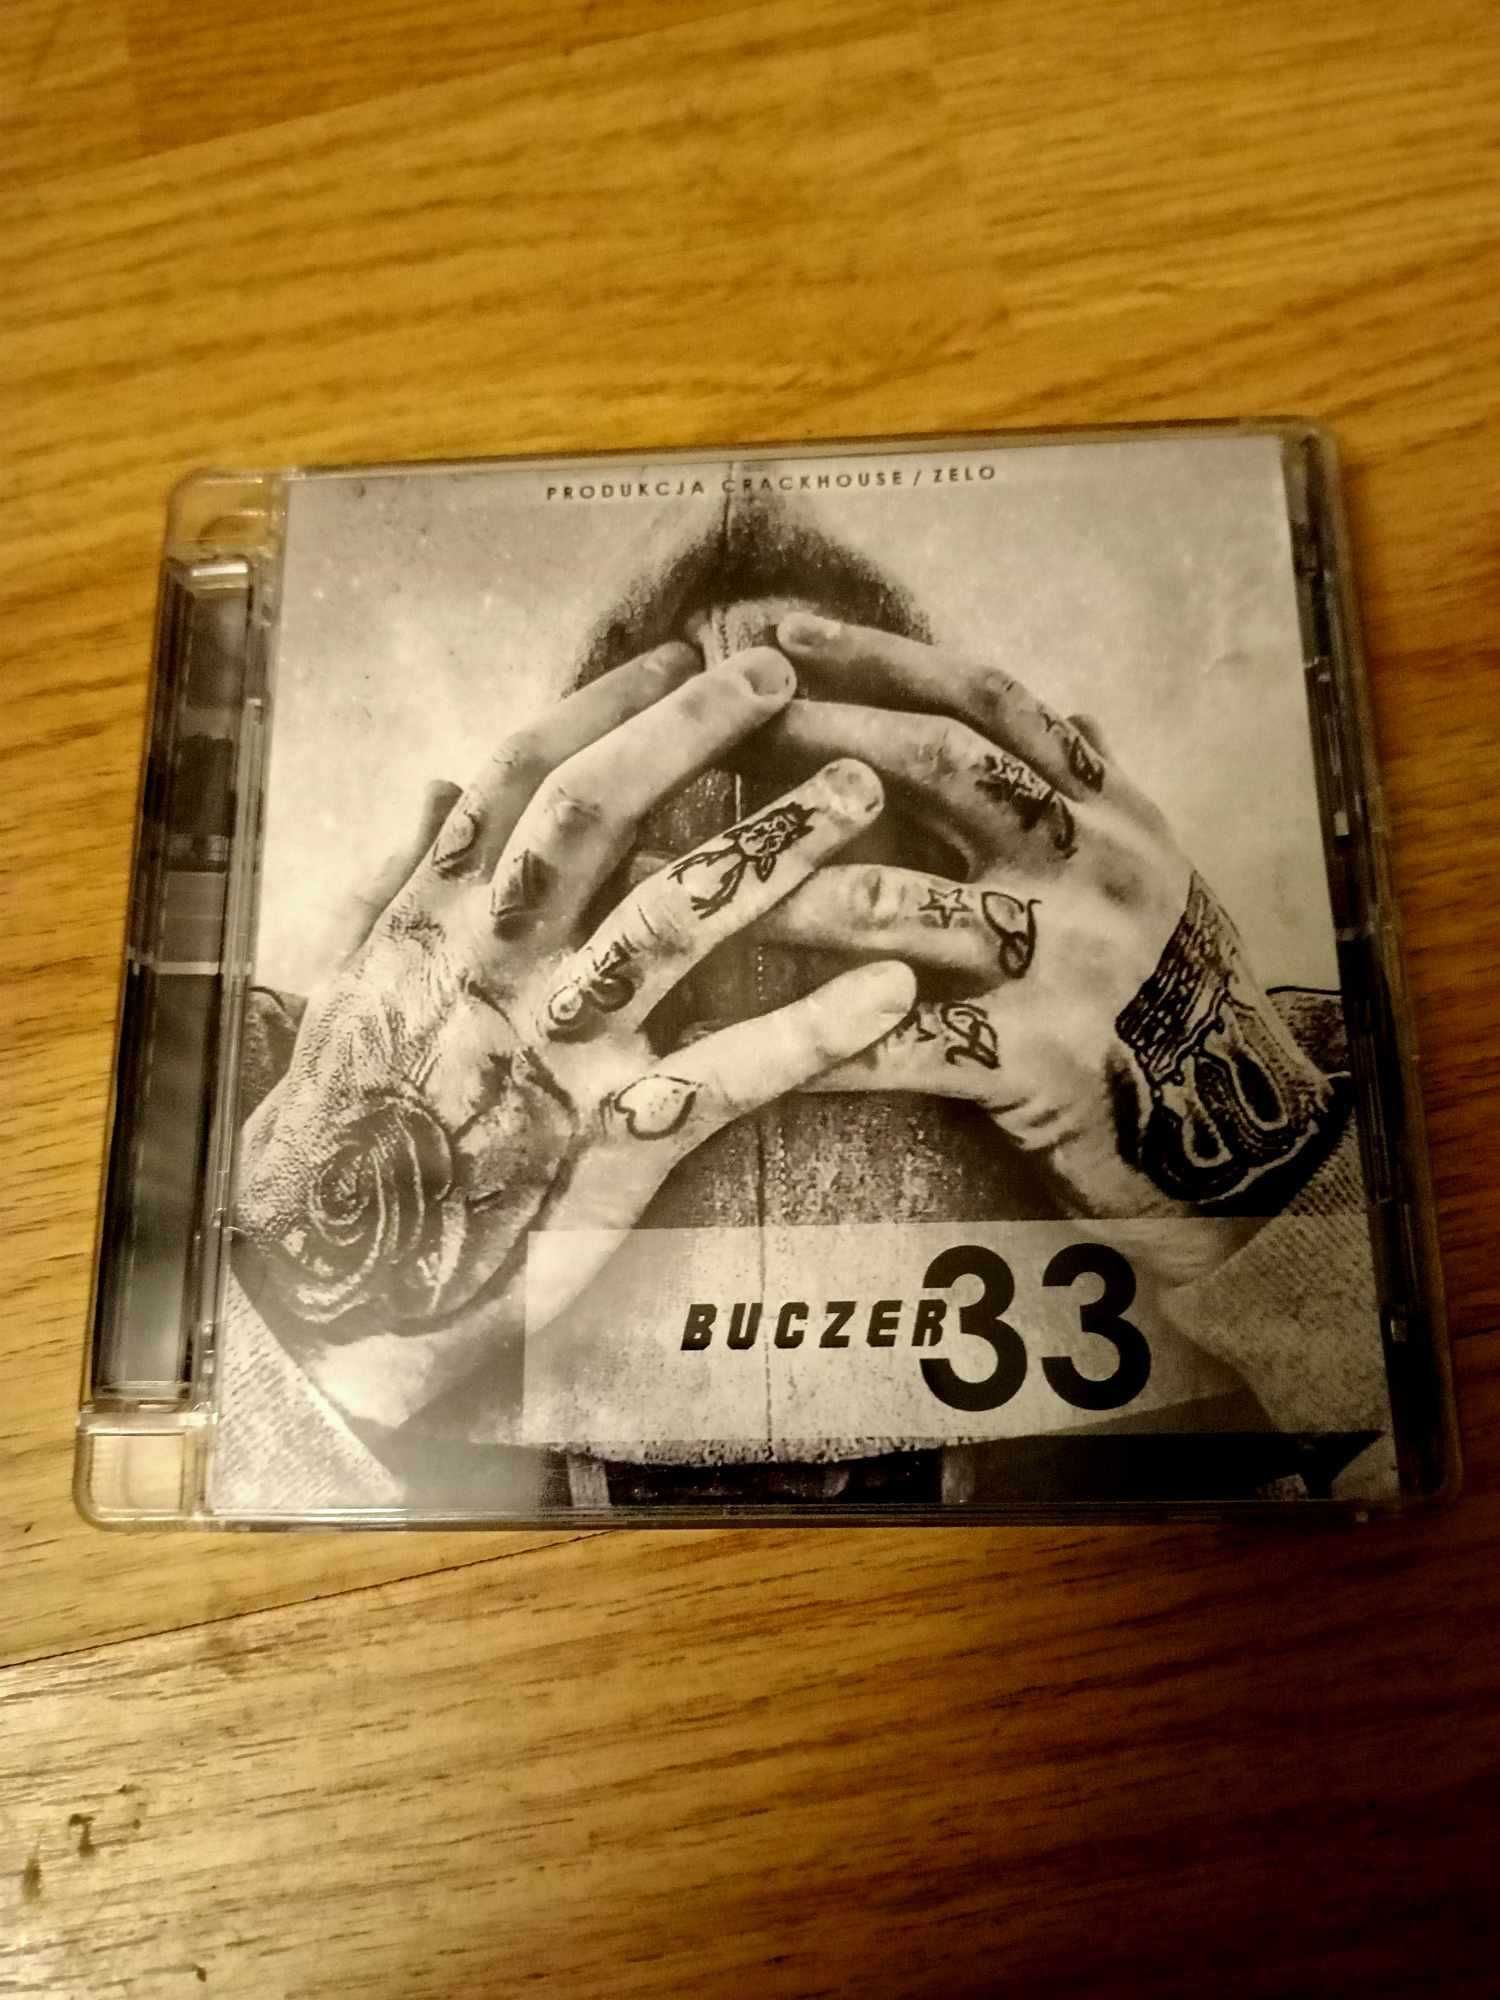 PRODUKCJA CRACKHOUSE / ZELO
BUCZER 33